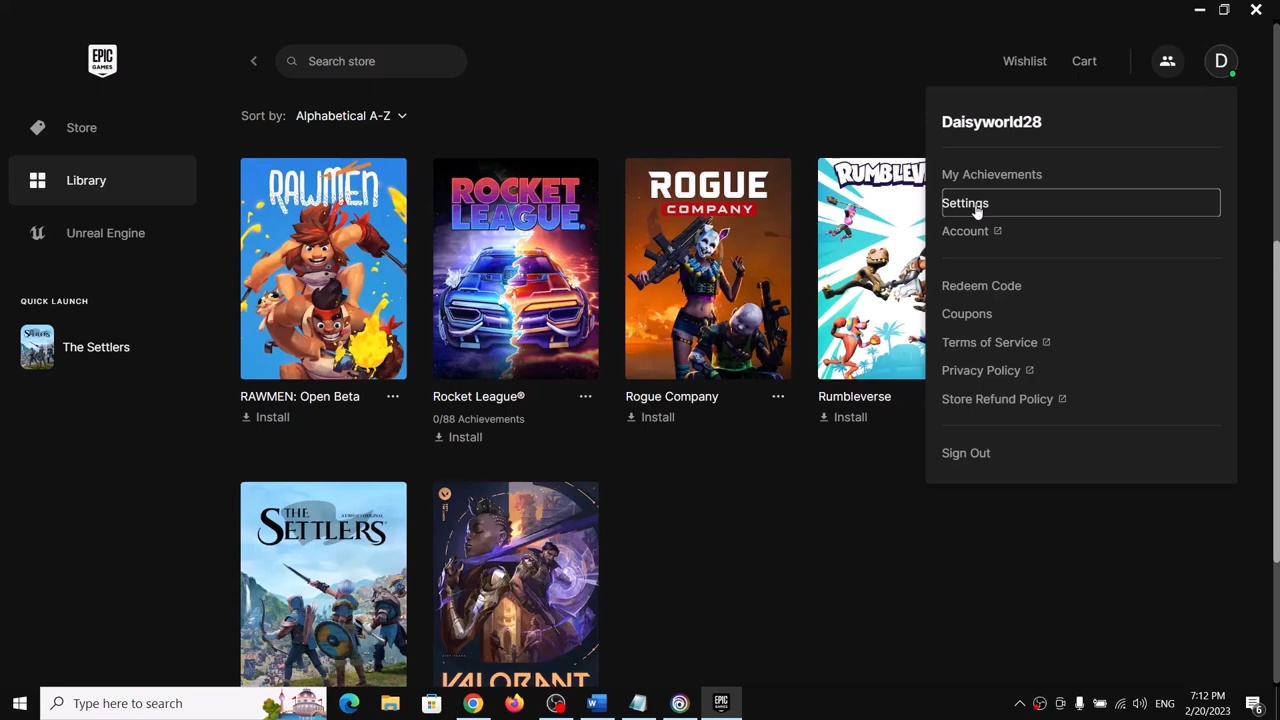 EPIC
GAMES
Search store
Wishlist
Cart
D
Store
Library
Unreal Engine
QUICK LAUNCH
The Settlers
Sort by: Alphabetical A-Z
RAWMEN
ROCKET
LEAGUE
ROGUE
COMPANY
RUMBLEV
RAWMEN: Open Beta
Install
Rocket League®
0/88 Achievements
Install
Rogue Company
Install
Rumbleverse
Install
THE
SETTLERS
VALORANT
Daisyworld28
My Achievements
Settings
Account
Redeem Code
Coupons
Terms of Service
Privacy Policy
Store Refund Policy
Sign Out
Type here to search
ENG
7:12 PM
2/20/2023
6